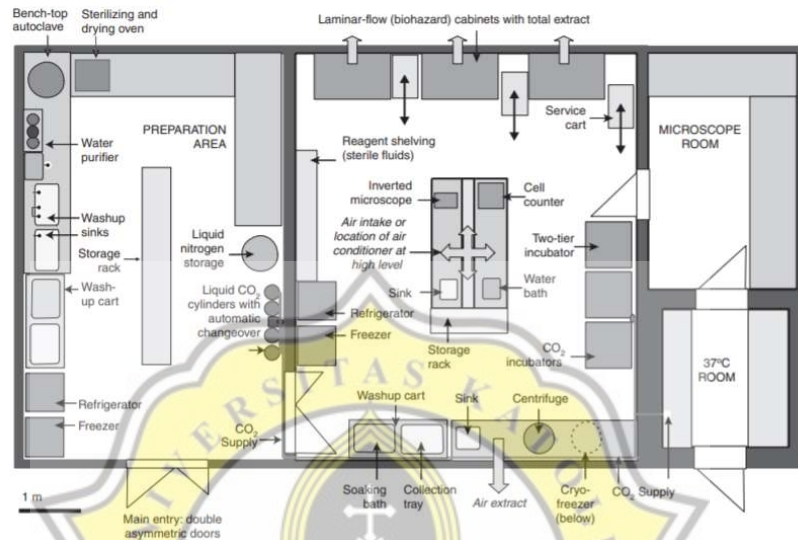 Bench-top
autoclave
Sterilizing and
drying oven
Laminar-flow (biohazard) cabinets with total extract
PREPARATION
AREA
Water
purifier
Washup
sinks
Storage
rack
Wash-
up cart
Liquid
nitrogen
storage
Liquid CO2
cylinders with
automatic
changeover
Refrigerator
Freezer
CO2
Supply
1 m
Main entry: double
asymmetric doors
Reagent shelving
(sterile fluids)
Service
cart
Inverted
microscope
Cell
counter
Air intake or
location of air
conditioner at
high level
Two-tier
incubator
Sink
Water
bath
Refrigerator
Freezer
Storage
rack
CO2
incubators
Washup cart
Sink
Centrifuge
Soaking
bath
Collection
tray
Air extract
Cryo-
freezer
(below)
CO2 Supply
MICROSCOPE
ROOM
37°C
ROOM
VERSITAS KATOL